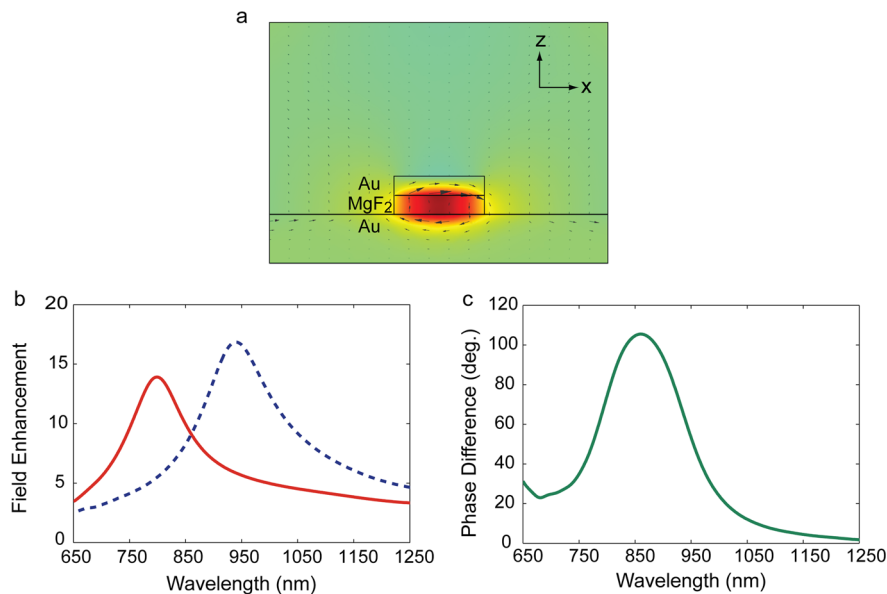 a
z
x
Au
MgF2
Au
b
20
15
10
5
0
650 750 850 950 1050 1150 1250
Field Enhancement
Wavelength (nm)
c
120
100
80
60
40
20
0
650 750 850 950 1050 1150 1250
Phase Difference (deg.)
Wavelength (nm)